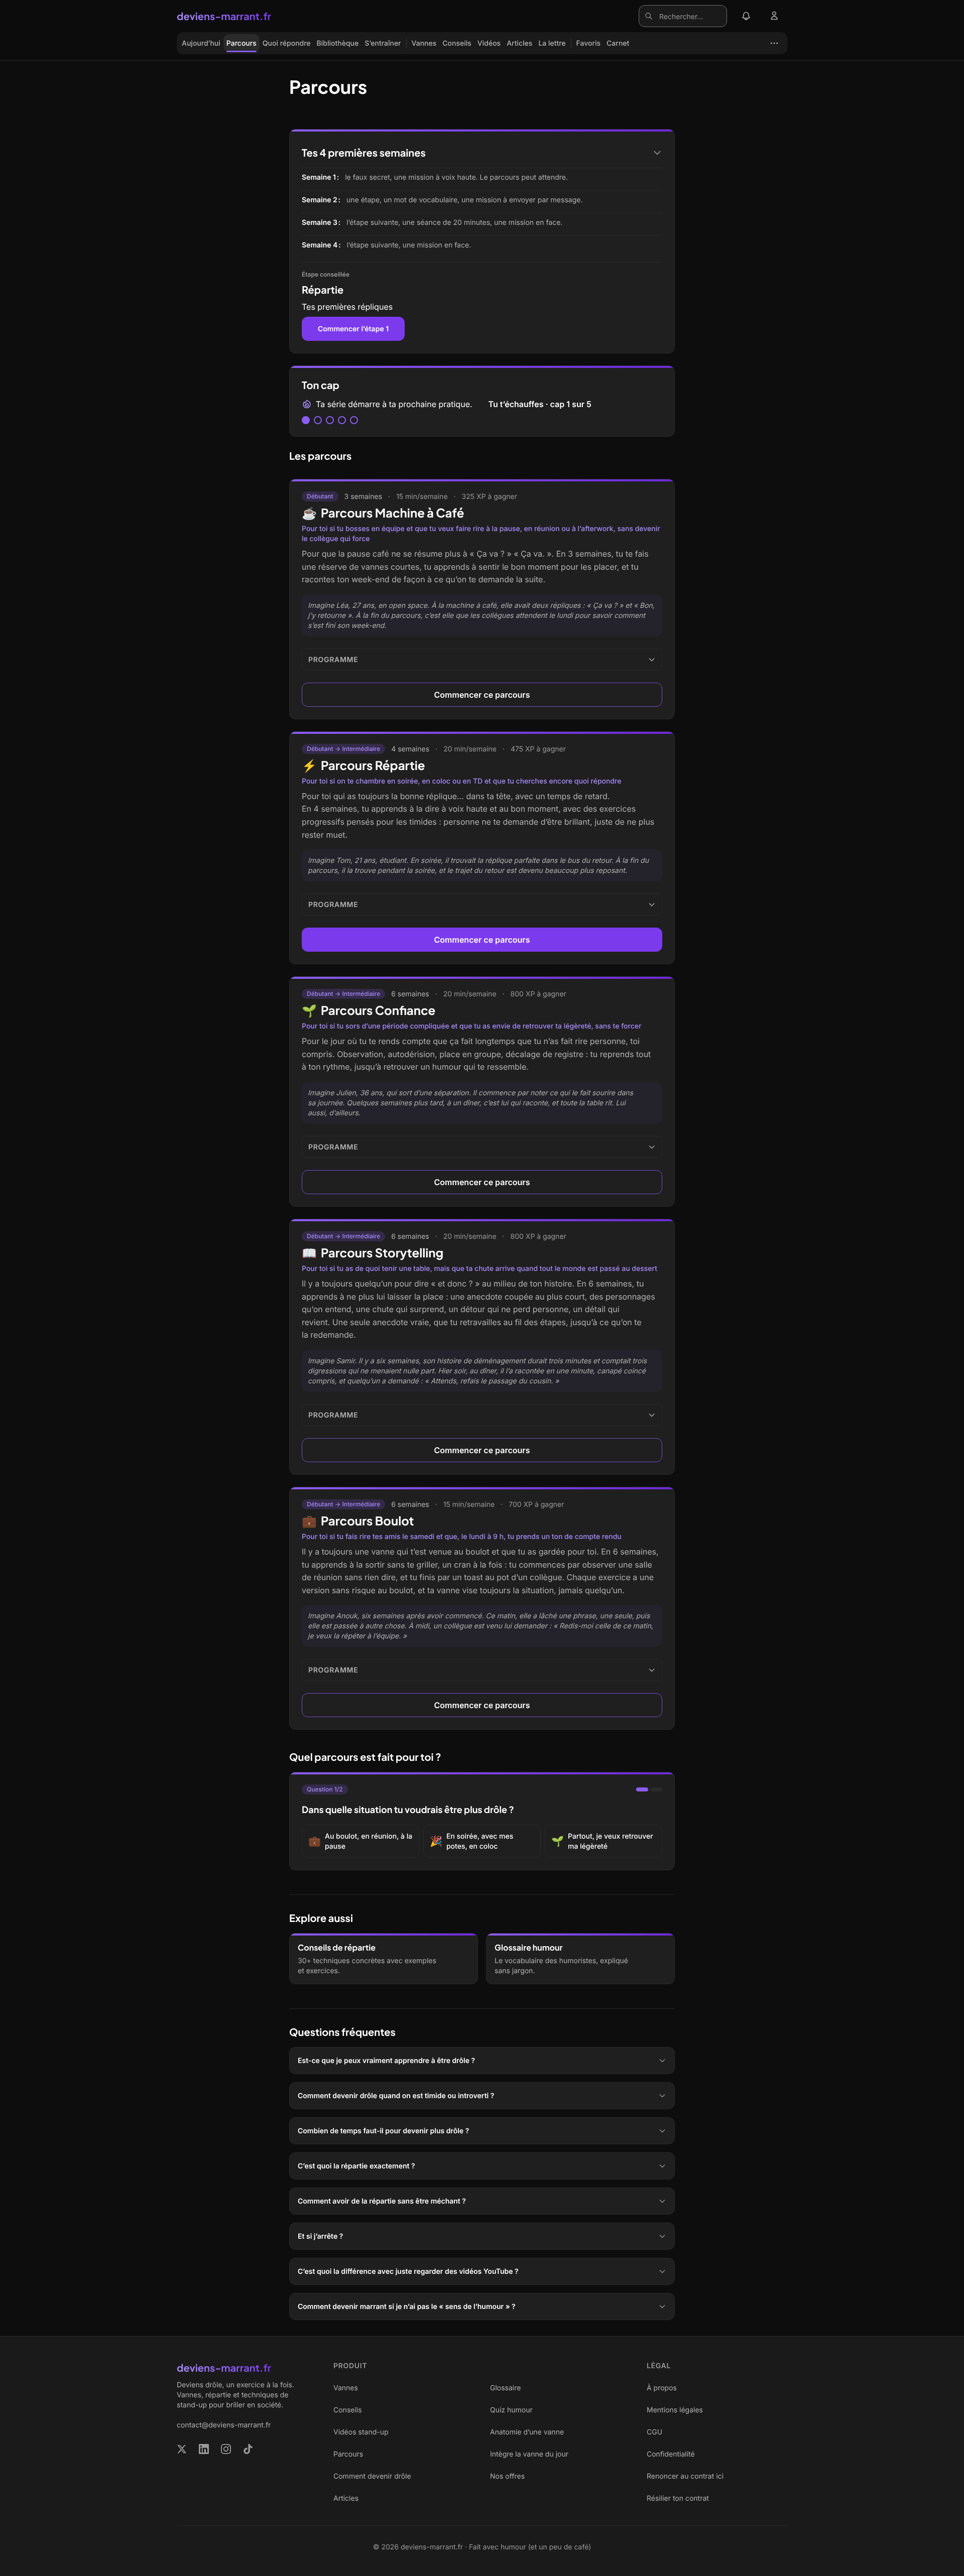 deviens-marrant.fr
Rechercher...
Aujourd'hui Parcours Quoi répondre Bibliothèque S'entraîner Vannes Conseils Vidéos Articles La lettre Favoris Carnet
Parcours
Tes 4 premières semaines
Semaine 1 : le faux secret, une mission à voix haute. Le parcours peut attendre.
Semaine 2 : une étape, un mot de vocabulaire, une mission à envoyer par message.
Semaine 3 : l'étape suivante, une séance de 20 minutes, une mission en face.
Semaine 4 : l'étape suivante, une mission en face.
Étape conseillée
Répartie
Tes premières répliques
Commencer l'étape 1
Ton cap
Ta série démarre à ta prochaine pratique. Tu t'échauffes · cap 1 sur 5
Les parcours
Débutant 3 semaines · 15 min/semaine · 325 XP à gagner
☕ Parcours Machine à Café
Pour toi si tu bosses en équipe et que tu veux faire rire à la pause, en réunion ou à l'afterwork, sans devenir
le collègue qui force
Pour que la pause café ne se résume plus à « Ça va ? » « Ça va. ». En 3 semaines, tu te fais
une réserve de vannes courtes, tu apprends à sentir le bon moment pour les placer, et tu
racontes ton week-end de façon à ce qu'on te demande la suite.
Imagine Léa, 27 ans, en open space. À la machine à café, elle avait deux répliques : « Ça va ? » et « Bon,
j'y retourne ». À la fin du parcours, c'est elle que les collègues attendent le lundi pour savoir comment
s'est fini son week-end.
PROGRAMME
Commencer ce parcours
Débutant → Intermédiaire 4 semaines · 20 min/semaine · 475 XP à gagner
⚡ Parcours Répartie
Pour toi si on te chambre en soirée, en coloc ou en TD et que tu cherches encore quoi répondre
Pour toi qui as toujours la bonne réplique… dans ta tête, avec un temps de retard.
En 4 semaines, tu apprends à la dire à voix haute et au bon moment, avec des exercices
progressifs pensés pour les timides : personne ne te demande d'être brillant, juste de ne plus
rester muet.
Imagine Tom, 21 ans, étudiant. En soirée, il trouvait la réplique parfaite dans le bus du retour. À la fin du
parcours, il la trouve pendant la soirée, et le trajet du retour est devenu beaucoup plus reposant.
PROGRAMME
Commencer ce parcours
Débutant → Intermédiaire 6 semaines · 20 min/semaine · 800 XP à gagner
🌱 Parcours Confiance
Pour toi si tu sors d'une période compliquée et que tu as envie de retrouver ta légèreté, sans te forcer
Pour le jour où tu te rends compte que ça fait longtemps que tu n'as fait rire personne, toi
compris. Observation, autodérision, place en groupe, décalage de registre : tu reprends tout
à ton rythme, jusqu'à retrouver un humour qui te ressemble.
Imagine Julien, 36 ans, qui sort d'une séparation. Il commence par noter ce qui le fait sourire dans
sa journée. Quelques semaines plus tard, à un dîner, c'est lui qui raconte, et toute la table rit. Lui
aussi, d'ailleurs.
PROGRAMME
Commencer ce parcours
Débutant → Intermédiaire 6 semaines · 20 min/semaine · 800 XP à gagner
📖 Parcours Storytelling
Pour toi si tu as de quoi tenir une table, mais que ta chute arrive quand tout le monde est passé au dessert
Il y a toujours quelqu'un pour dire « et donc ? » au milieu de ton histoire. En 6 semaines, tu
apprends à ne plus lui laisser la place : une anecdote coupée au plus court, des personnages
qu'on entend, une chute qui surprend, un détour qui ne perd personne, un détail qui
revient. Une seule anecdote vraie, que tu retravailles au fil des étapes, jusqu'à ce qu'on te
la redemande.
Imagine Samir. Il y a six semaines, son histoire de déménagement durait trois minutes et comptait trois
digressions qui ne menaient nulle part. Hier soir, au dîner, il l'a racontée en une minute, canapé coincé
compris, et quelqu'un a demandé : « Attends, refais le passage du cousin. »
PROGRAMME
Commencer ce parcours
Débutant → Intermédiaire 6 semaines · 15 min/semaine · 700 XP à gagner
💼 Parcours Boulot
Pour toi si tu fais rire tes amis le samedi et que, le lundi à 9 h, tu prends un ton de compte rendu
Il y a toujours une vanne qui t'est venue au boulot et que tu as gardée pour toi. En 6 semaines,
tu apprends à la sortir sans te griller, un cran à la fois : tu commences par observer une salle
de réunion sans rien dire, et tu finis par un toast au pot d'un collègue. Chaque exercice a une
version sans risque au boulot, et ta vanne vise toujours la situation, jamais quelqu'un.
Imagine Anouk, six semaines après avoir commencé. Ce matin, elle a lâché une phrase, une seule, puis
elle est passée à autre chose. À midi, un collègue est venu lui demander : « Redis-moi celle de ce matin,
je veux la répéter à l'équipe. »
PROGRAMME
Commencer ce parcours
Quel parcours est fait pour toi ?
Question 1/2
Dans quelle situation tu voudrais être plus drôle ?
💼 Au boulot, en réunion, à la
pause
🎉 En soirée, avec mes
potes, en coloc
🌱 Partout, je veux retrouver
ma légèreté
Explore aussi
Conseils de répartie
30+ techniques concrètes avec exemples
et exercices.
Glossaire humour
Le vocabulaire des humoristes, expliqué
sans jargon.
Questions fréquentes
Est-ce que je peux vraiment apprendre à être drôle ?
Comment devenir drôle quand on est timide ou introverti ?
Combien de temps faut-il pour devenir plus drôle ?
C'est quoi la répartie exactement ?
Comment avoir de la répartie sans être méchant ?
Et si j'arrête ?
C'est quoi la différence avec juste regarder des vidéos YouTube ?
Comment devenir marrant si je n'ai pas le « sens de l'humour » ?
deviens-marrant.fr
Deviens drôle, un exercice à la fois.
Vannes, répartie et techniques de
stand-up pour briller en société.
contact@deviens-marrant.fr
PRODUIT
Vannes
Conseils
Vidéos stand-up
Parcours
Comment devenir drôle
Articles
Glossaire
Quiz humour
Anatomie d'une vanne
Intègre la vanne du jour
Nos offres
LÉGAL
À propos
Mentions légales
CGU
Confidentialité
Renoncer au contrat ici
Résilier ton contrat
© 2026 deviens-marrant.fr · Fait avec humour (et un peu de café)